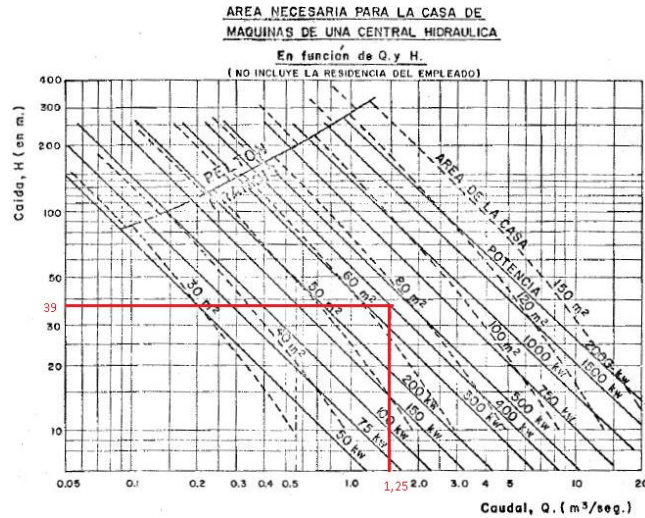 AREA NECESARIA PARA LA CASA DE
MAQUINAS DE UNA CENTRAL HIDRAULICA
En función de Q. y H.
(NO INCLUYE LA RESIDENCIA DEL EMPLEADO)
Caída, H (en m.)
400
300
200
100
50
39
30
20
10
PELTON
FRANCIS
AREA DE LA CASA
POTENCIA
30 m²
40 m²
50 m²
60 m²
80 m²
100 m²
120 m²
150 m²
50 kw
75 kw
100 kw
150 kw
200 kw
300 kw
400 kw
500 kw
750 kw
1000 kw
1500 kw
2000 kw
0.05
0.1
0.2
0.3
0.4
0.5
1.0
1,25
2.0
3.0
4.0
5
10
20
Caudal, Q. (m³/seg.)